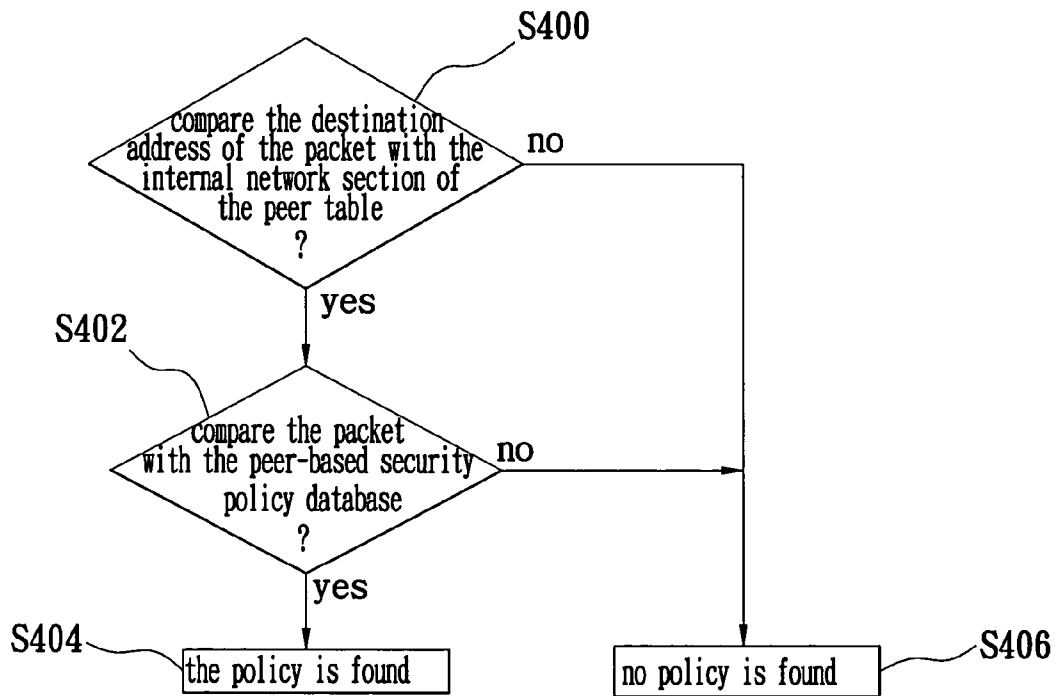 S400
compare the destination
address of the packet with the
internal network section of
the peer table
?
no
yes
S402
compare the packet
with the peer-based security
policy database
?
no
yes
S404
the policy is found
no policy is found
S406